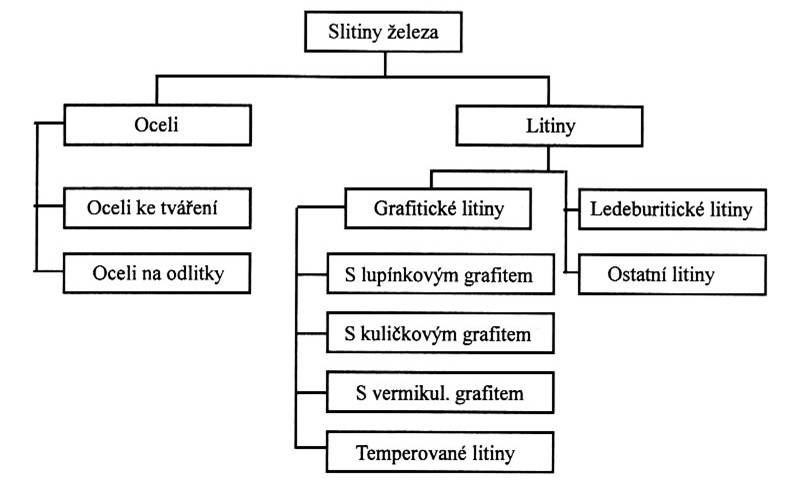 Slitiny železa
Oceli
Litiny
Oceli ke tváření
Oceli na odlitky
Grafitické litiny
S lupínkovým grafitem
S kuličkovým grafitem
S vermikul. grafitem
Temperované litiny
Ledeburitické litiny
Ostatní litiny